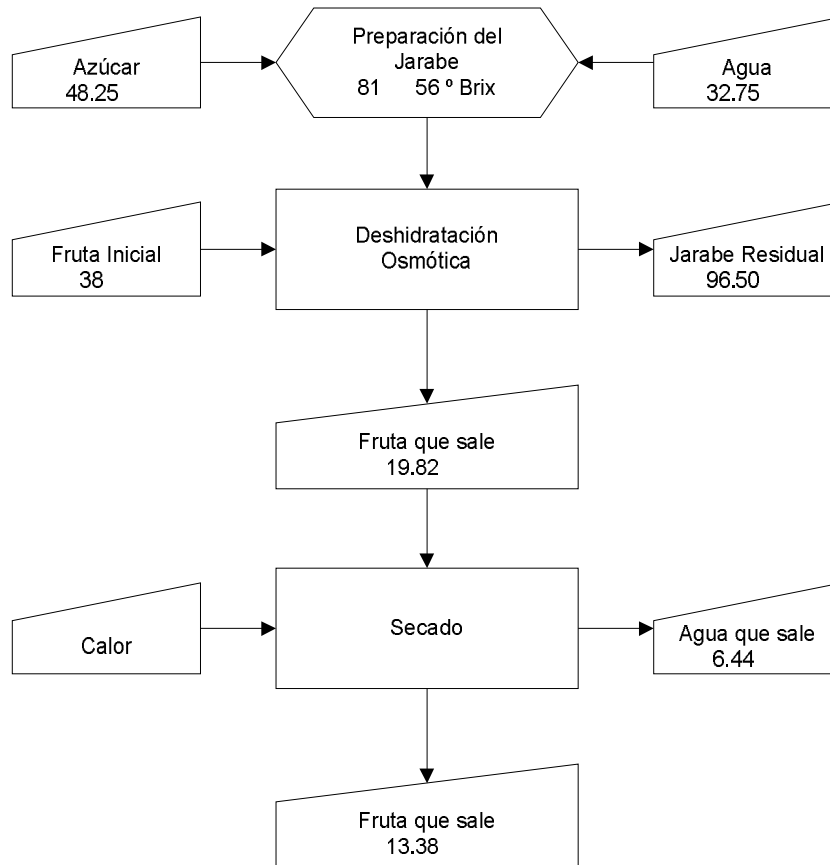 Azúcar
48.25
Preparación del
Jarabe
81 56 º Brix
Agua
32.75
Fruta Inicial
38
Deshidratación
Osmótica
Jarabe Residual
96.50
Fruta que sale
19.82
Calor
Secado
Agua que sale
6.44
Fruta que sale
13.38